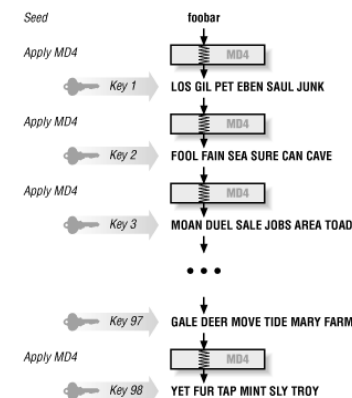 Seed foobar
Apply MD4 MD4
Key 1 LOS GIL PET EBEN SAUL JUNK
Apply MD4 MD4
Key 2 FOOL FAIN SEA SURE CAN CAVE
Apply MD4 MD4
Key 3 MOAN DUEL SALE JOBS AREA TOAD
Key 97 GALE DEER MOVE TIDE MARY FARM
Apply MD4 MD4
Key 98 YET FUR TAP MINT SLY TROY